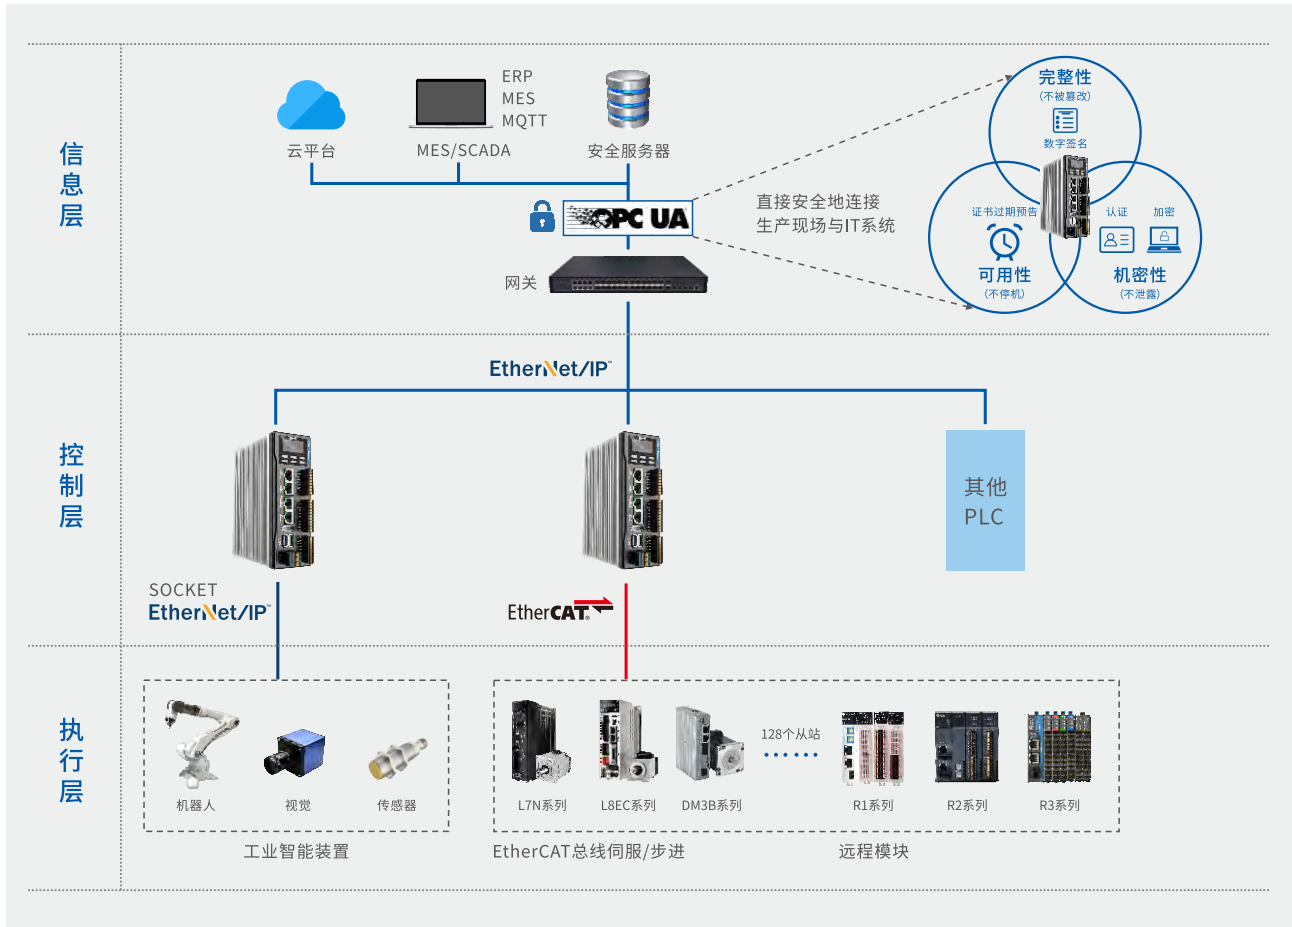 信息层
云平台
ERP
MES
MQTT
MES/SCADA
安全服务器
OPC UA
网关
直接安全地连接
生产现场与IT系统
完整性
(不被篡改)
数字签名
证书过期预告
可用性
(不停机)
认证
加密
机密性
(不泄露)
控制层
EtherNet/IP™
其他
PLC
SOCKET
EtherNet/IP™
EtherCAT®
执行层
机器人
视觉
传感器
工业智能装置
L7N系列
L8EC系列
DM3B系列
128个从站
R1系列
R2系列
R3系列
EtherCAT总线伺服/步进
远程模块